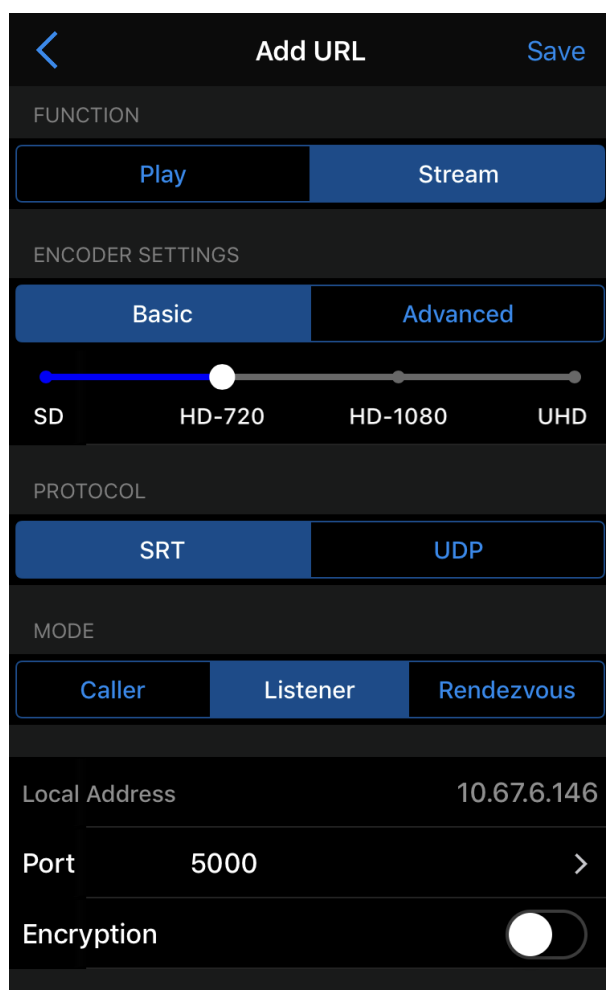 Add URL Save
FUNCTION
Play Stream
ENCODER SETTINGS
Basic Advanced
SD HD-720 HD-1080 UHD
PROTOCOL
SRT UDP
MODE
Caller Listener Rendezvous
Local Address 10.67.6.146
Port 5000
Encryption